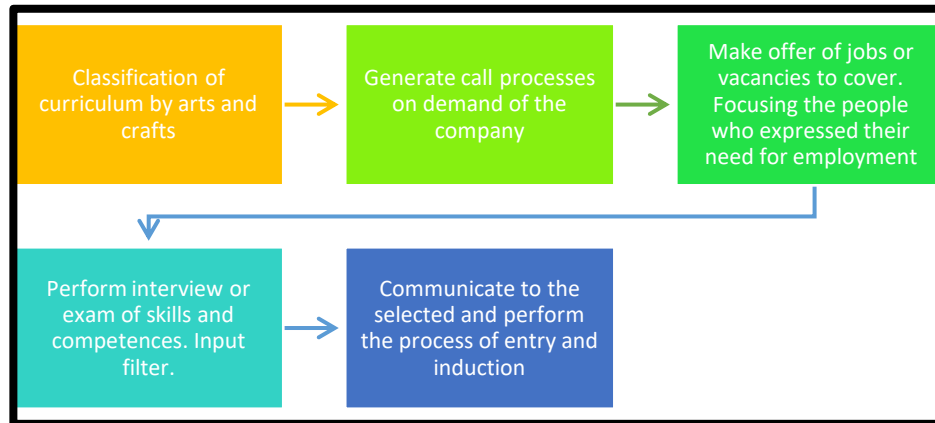 Classification of
curriculum by arts and
crafts
Generate call processes
on demand of the
company
Make offer of jobs or
vacancies to cover.
Focusing the people
who expressed their
need for employment
Perform interview or
exam of skills and
competences. Input
filter.
Communicate to the
selected and perform
the process of entry and
induction